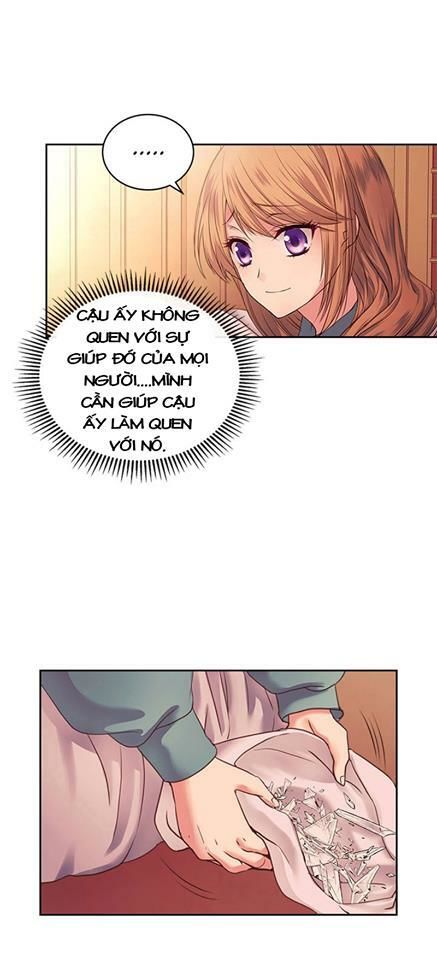 .....
CẬU ẤY KHÔNG
QUEN VỚI SỰ
GIÚP ĐỚ CỦA MỌI
NGƯỜI....MÌNH
CẦN GIÚP CẬU
ẤY LÀM QUEN
VỚI NÓ.